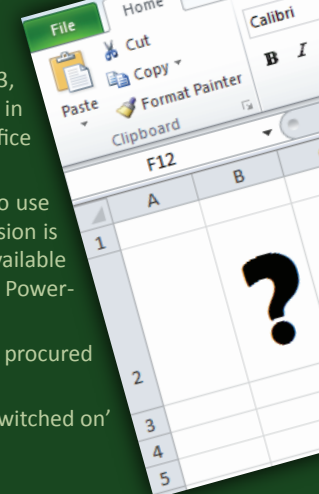 3,
in
fice
o use
sion is
vailable
Power-
procured
witched on'
File
Home
Cut
Copy
Paste
Format Painter
Clipboard
Calibri
B I
F12
A B
1
?
2
3
4
5